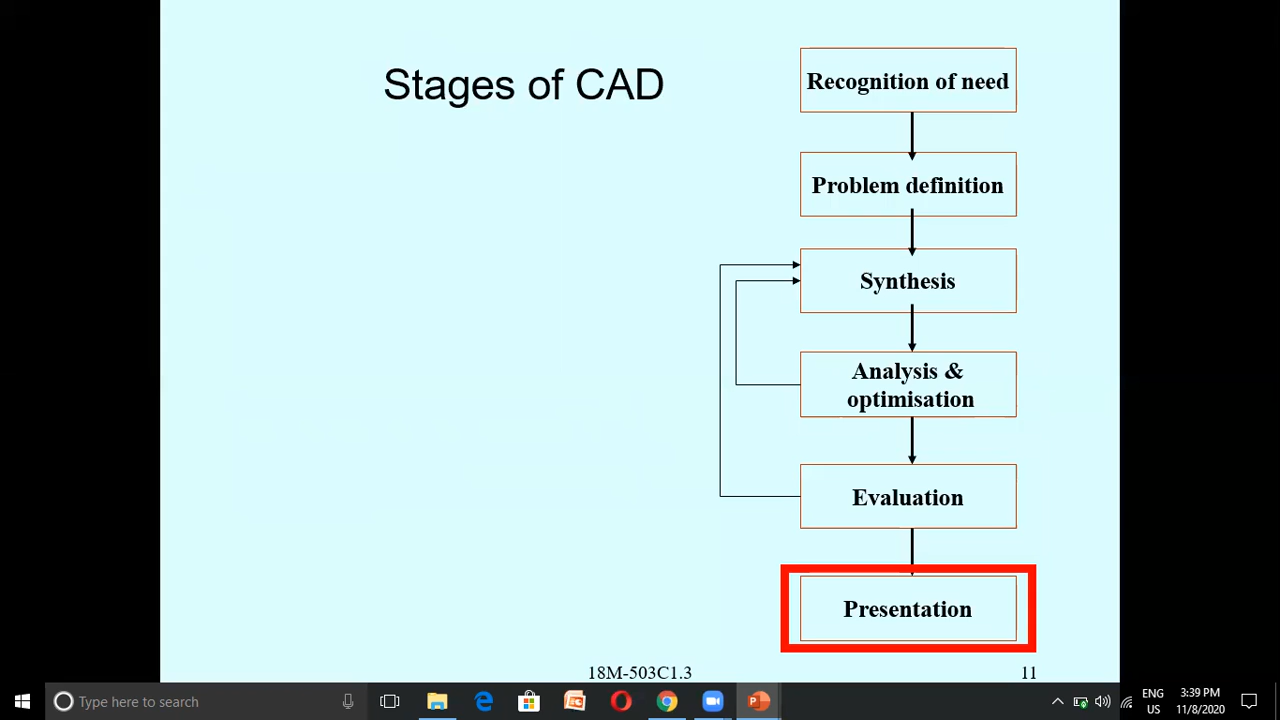 Stages of CAD
Recognition of need
Problem definition
Synthesis
Analysis &
optimisation
Evaluation
Presentation
18M-503C1.3
11
Type here to search
ENG
US
3:39 PM
11/8/2020